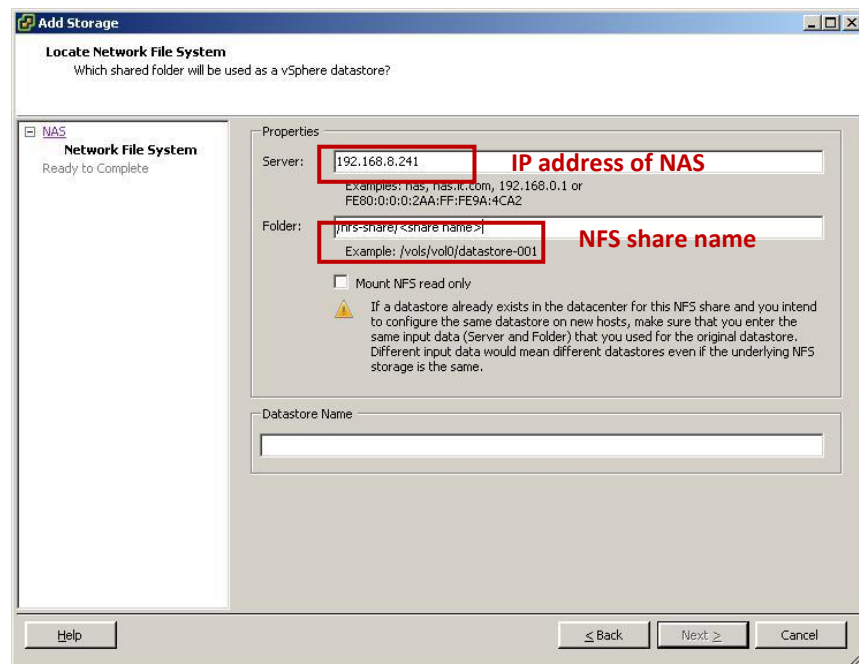 Add Storage
Locate Network File System
Which shared folder will be used as a vSphere datastore?
NAS
Network File System
Ready to Complete
Properties
Server: 192.168.8.241 IP address of NAS
Examples: nas, nas.it.com, 192.168.0.1 or
FE80:0:0:0:2AA:FF:FE9A:4CA2
Folder: /nfs-share/<share name>
NFS share name
Example: /vols/vol0/datastore-001
Mount NFS read only
If a datastore already exists in the datacenter for this NFS share and you intend
to configure the same datastore on new hosts, make sure that you enter the
same input data (Server and Folder) that you used for the original datastore.
Different input data would mean different datastores even if the underlying NFS
storage is the same.
Datastore Name
Help
< Back
Next >
Cancel